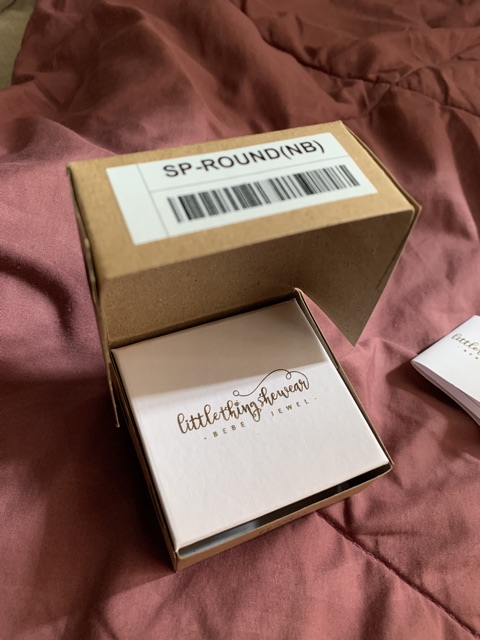 SP-ROUND(NB)
littlethingshewear
- BEBE JEWEL -